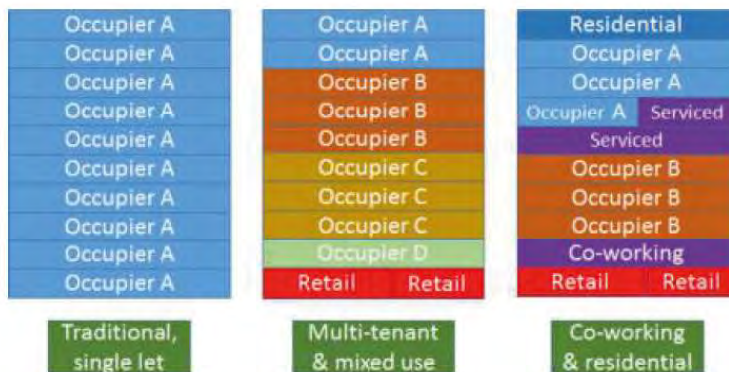 Occupier A
Occupier A
Occupier A
Occupier A
Occupier A
Occupier A
Occupier A
Occupier A
Occupier A
Occupier A
Traditional,
single let
Occupier A
Occupier A
Occupier B
Occupier B
Occupier B
Occupier C
Occupier C
Occupier C
Occupier D
Retail Retail
Multi-tenant
& mixed use
Residential
Occupier A
Occupier A
Occupier A Serviced
Serviced
Occupier B
Occupier B
Occupier B
Co-working
Retail Retail
Co-working
& residential